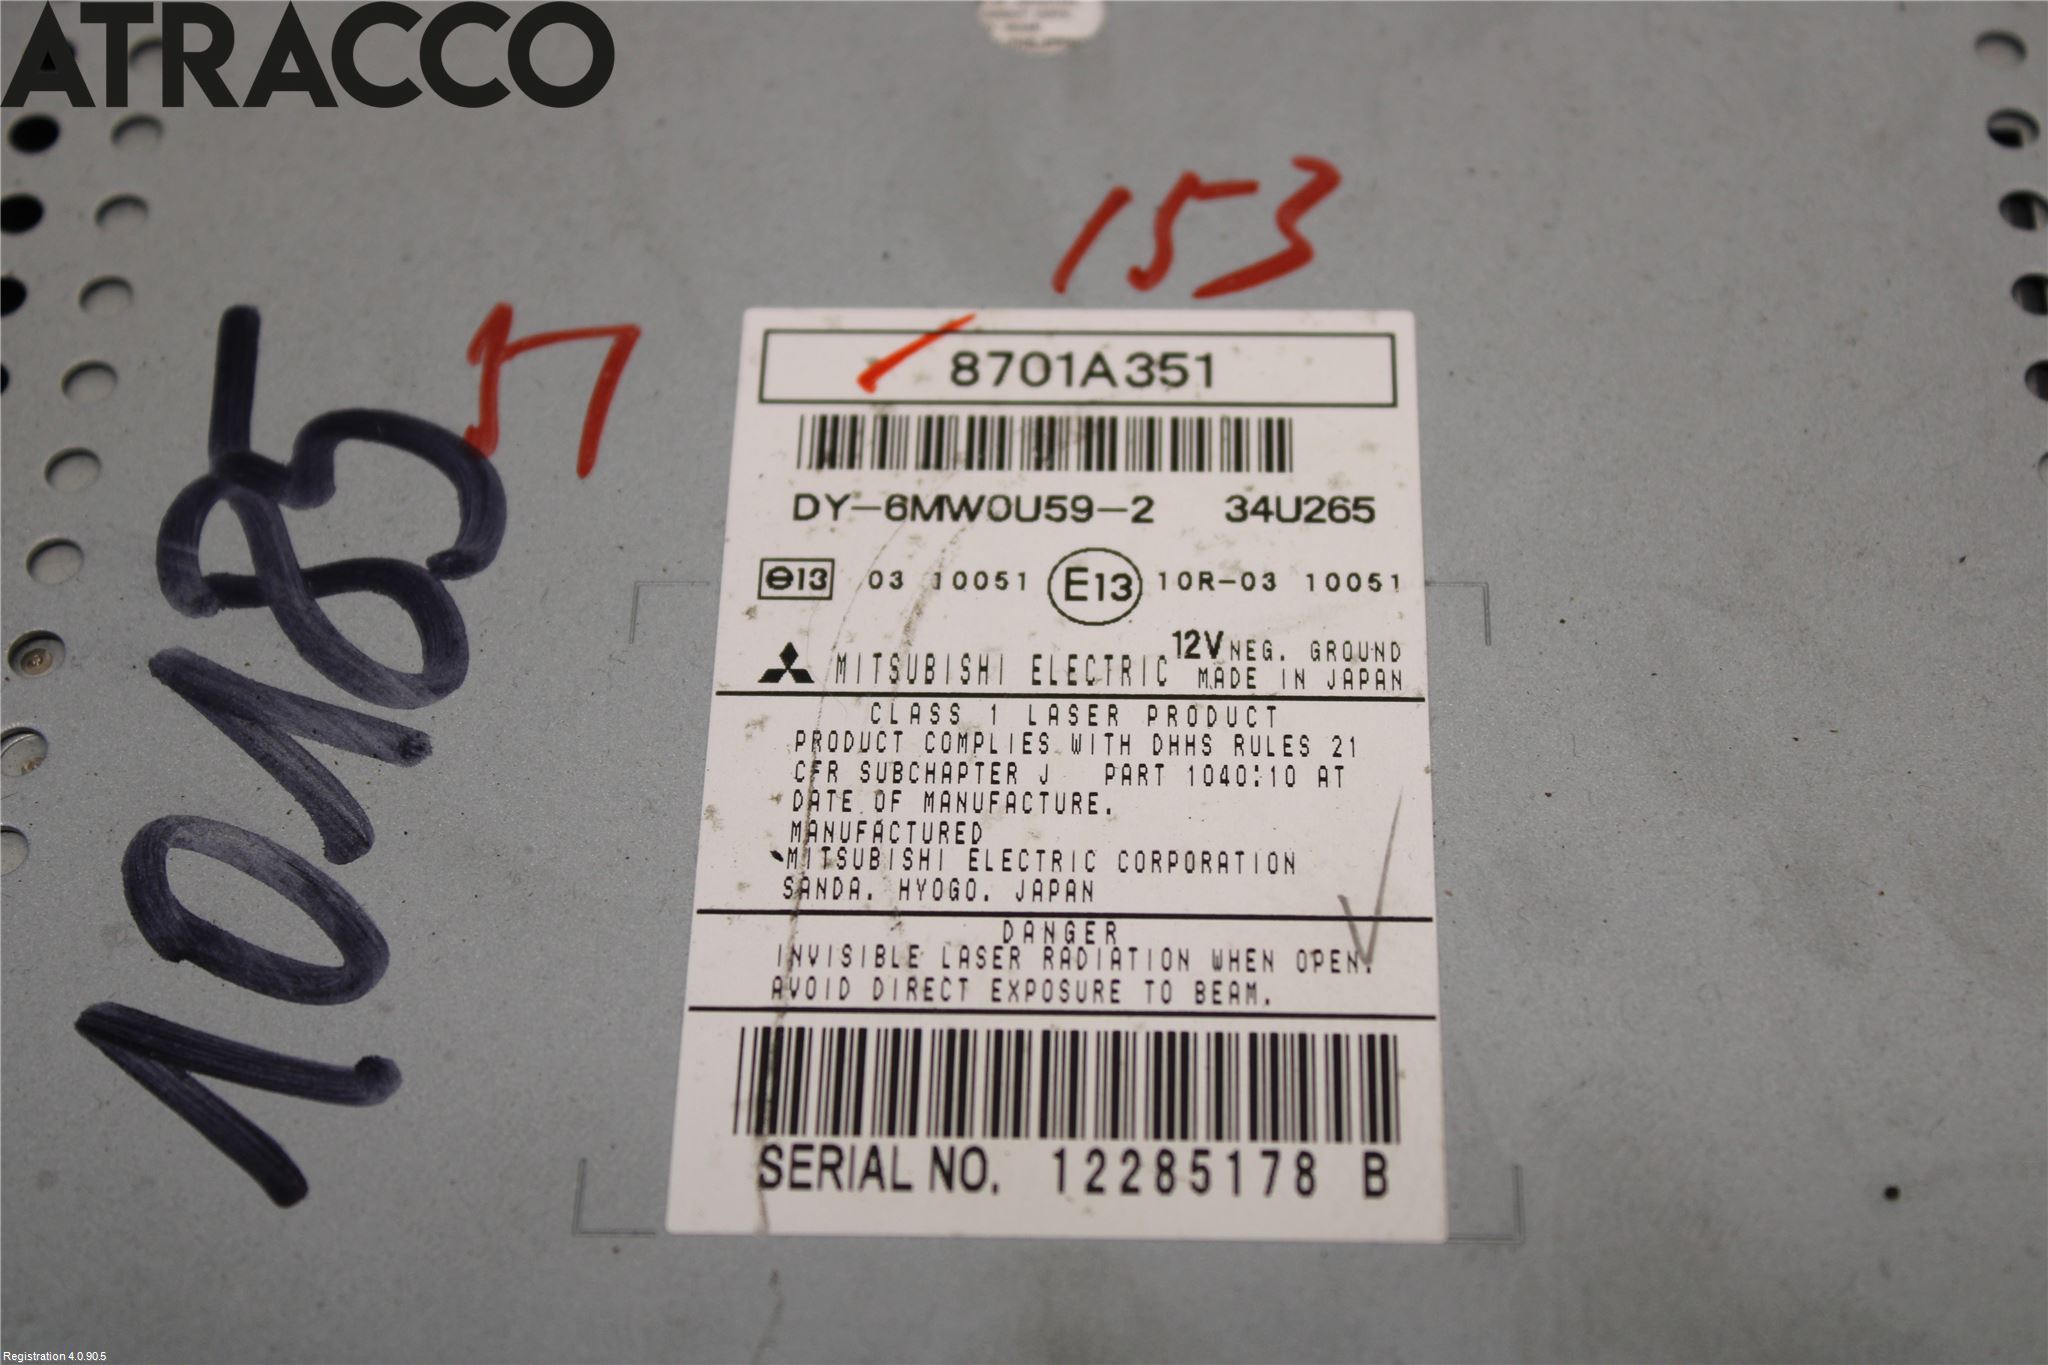 ATRACCO
153
8701A351
DY-6MW0U59-2 34U265
e13 03 10051 E13 10R-03 10051
MITSUBISHI ELECTRIC 12V NEG. GROUND
MADE IN JAPAN
CLASS 1 LASER PRODUCT
PRODUCT COMPLIES WITH DHHS RULES 21
CFR SUBCHAPTER J PART 1040:10 AT
DATE OF MANUFACTURE.
MANUFACTURED
MITSUBISHI ELECTRIC CORPORATION
SANDA. HYOGO. JAPAN
DANGER
INVISIBLE LASER RADIATION WHEN OPEN.
AVOID DIRECT EXPOSURE TO BEAM.
SERIAL NO. 12285178 B
10185
Registration 4.0.90.5